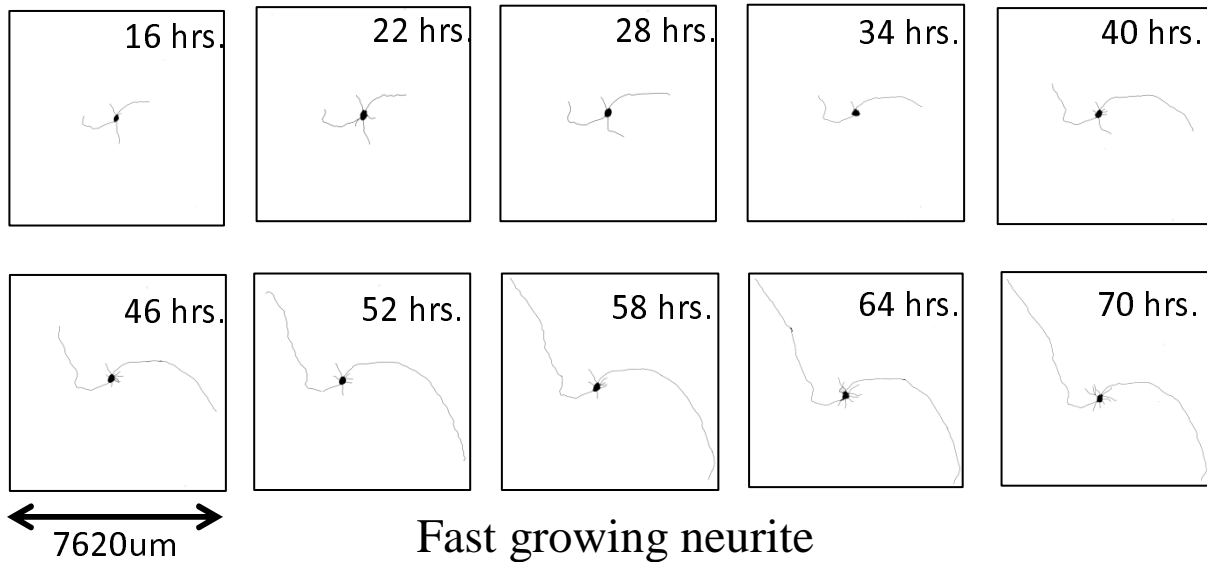 16 hrs.
22 hrs.
28 hrs.
34 hrs.
40 hrs.
46 hrs.
52 hrs.
58 hrs.
64 hrs.
70 hrs.
7620um
Fast growing neurite